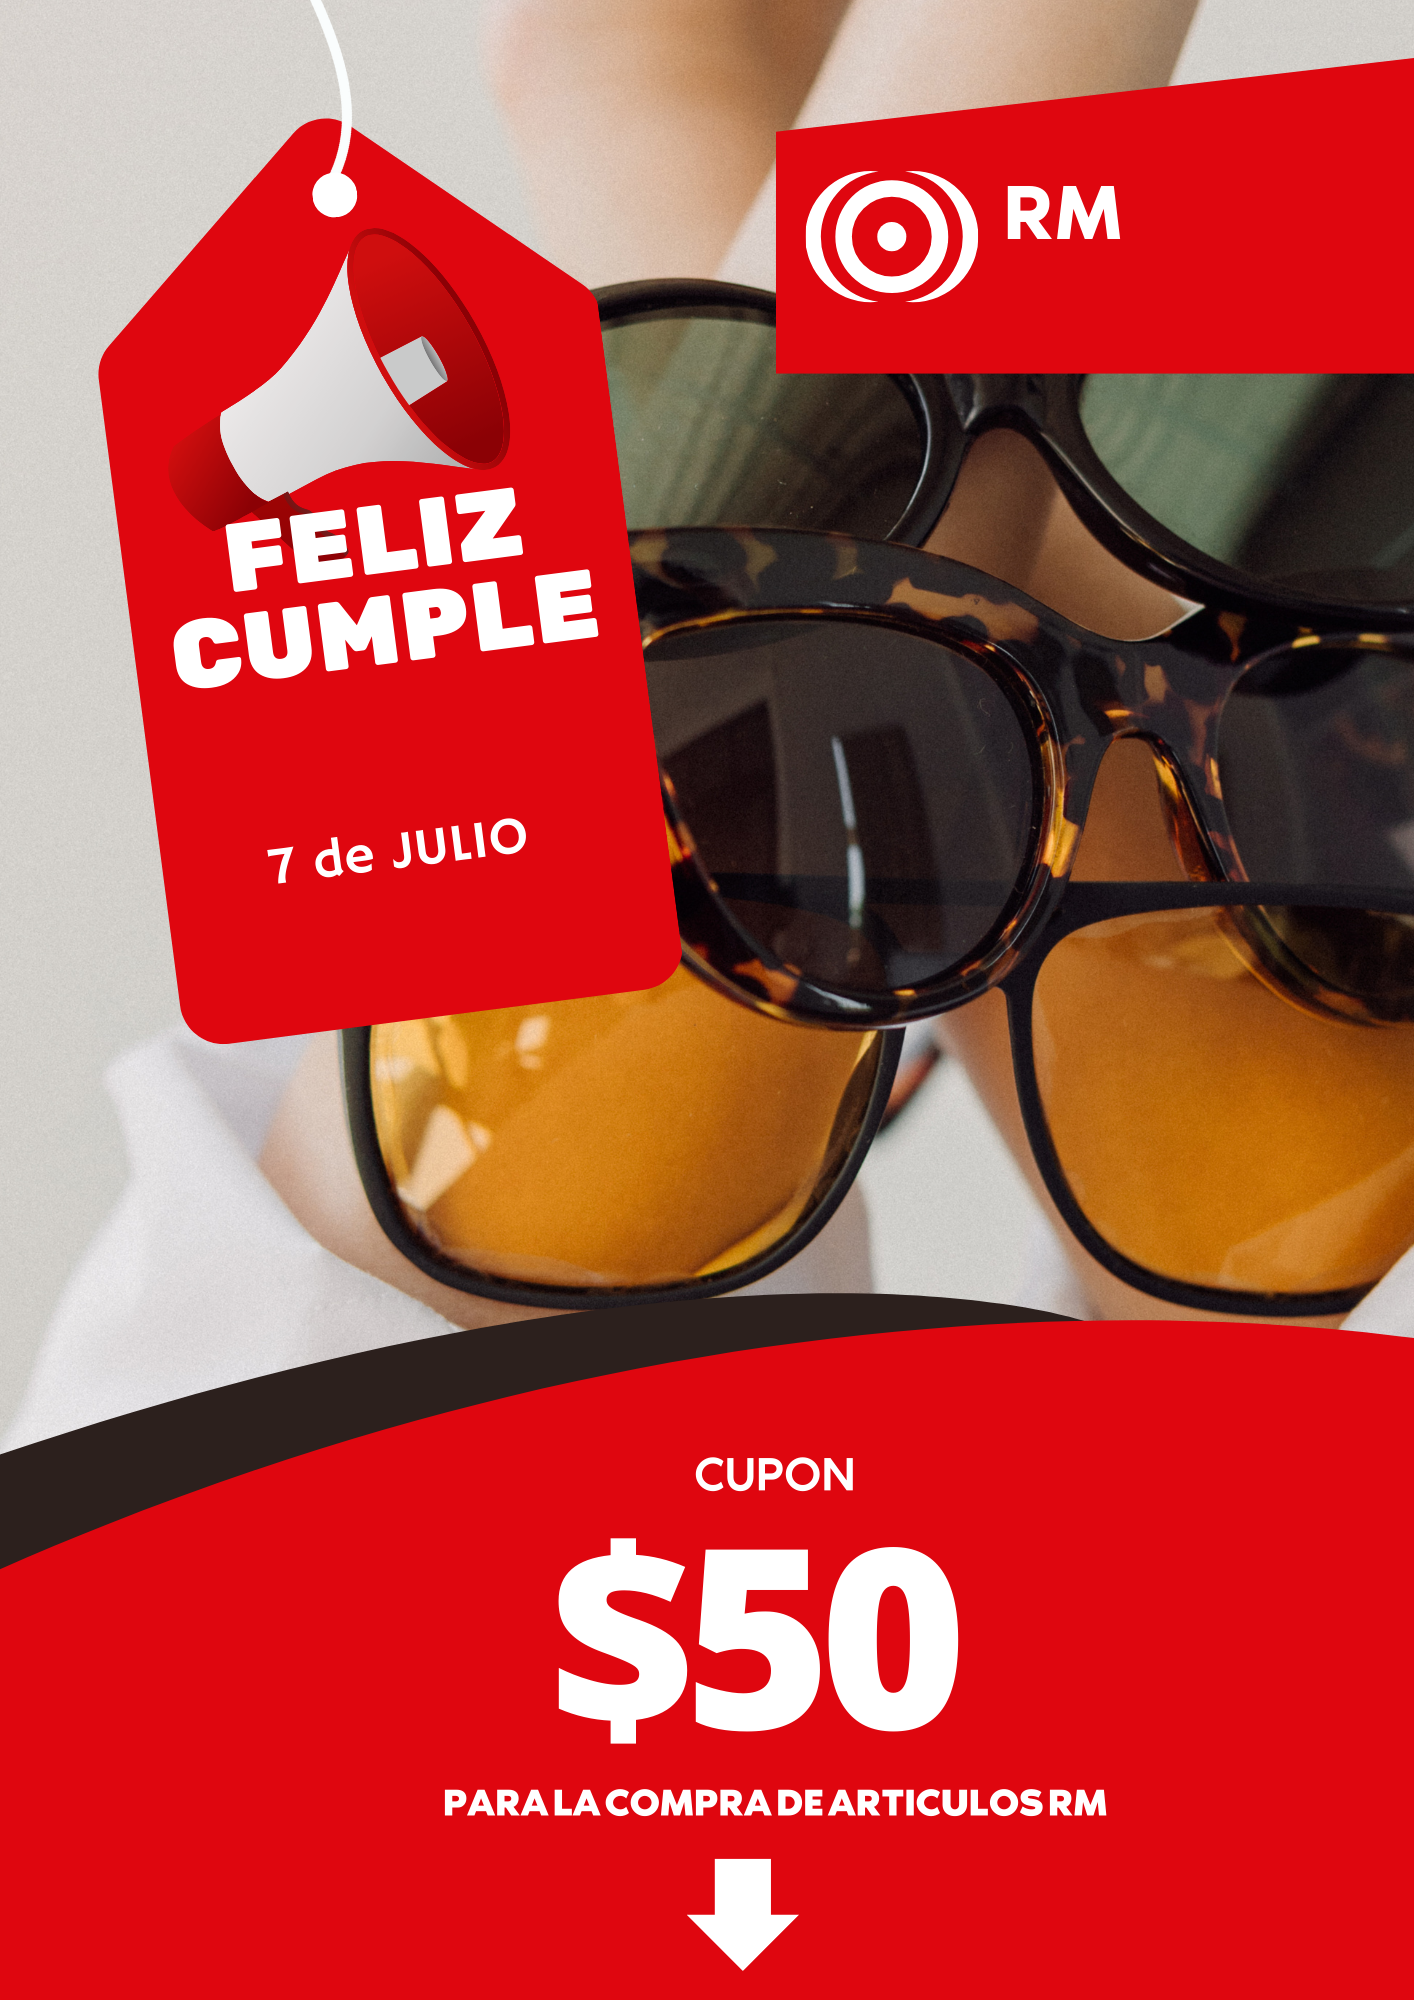 RM
FELIZ
CUMPLE
7 de JULIO
CUPON
$50
PARA LA COMPRA DE ARTICULOS RM